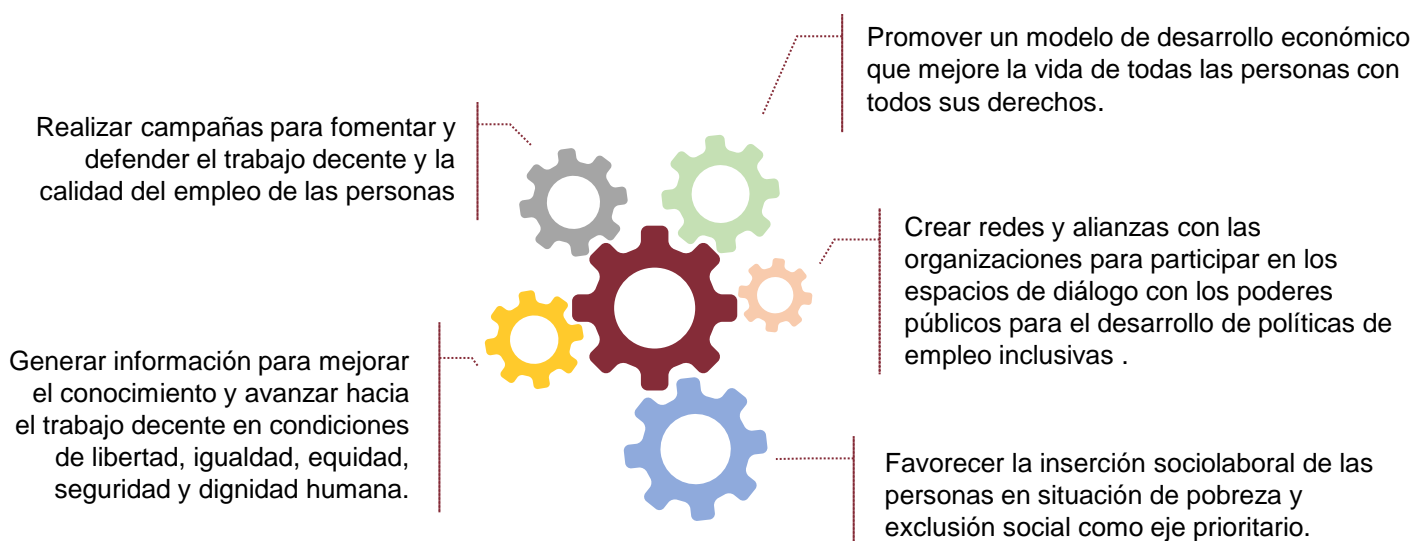 Promover un modelo de desarrollo económico
que mejore la vida de todas las personas con
todos sus derechos.
Realizar campañas para fomentar y
defender el trabajo decente y la
calidad del empleo de las personas
Crear redes y alianzas con las
organizaciones para participar en los
espacios de diálogo con los poderes
públicos para el desarrollo de políticas de
empleo inclusivas .
Generar información para mejorar
el conocimiento y avanzar hacia
el trabajo decente en condiciones
de libertad, igualdad, equidad,
seguridad y dignidad humana.
Favorecer la inserción sociolaboral de las
personas en situación de pobreza y
exclusión social como eje prioritario.